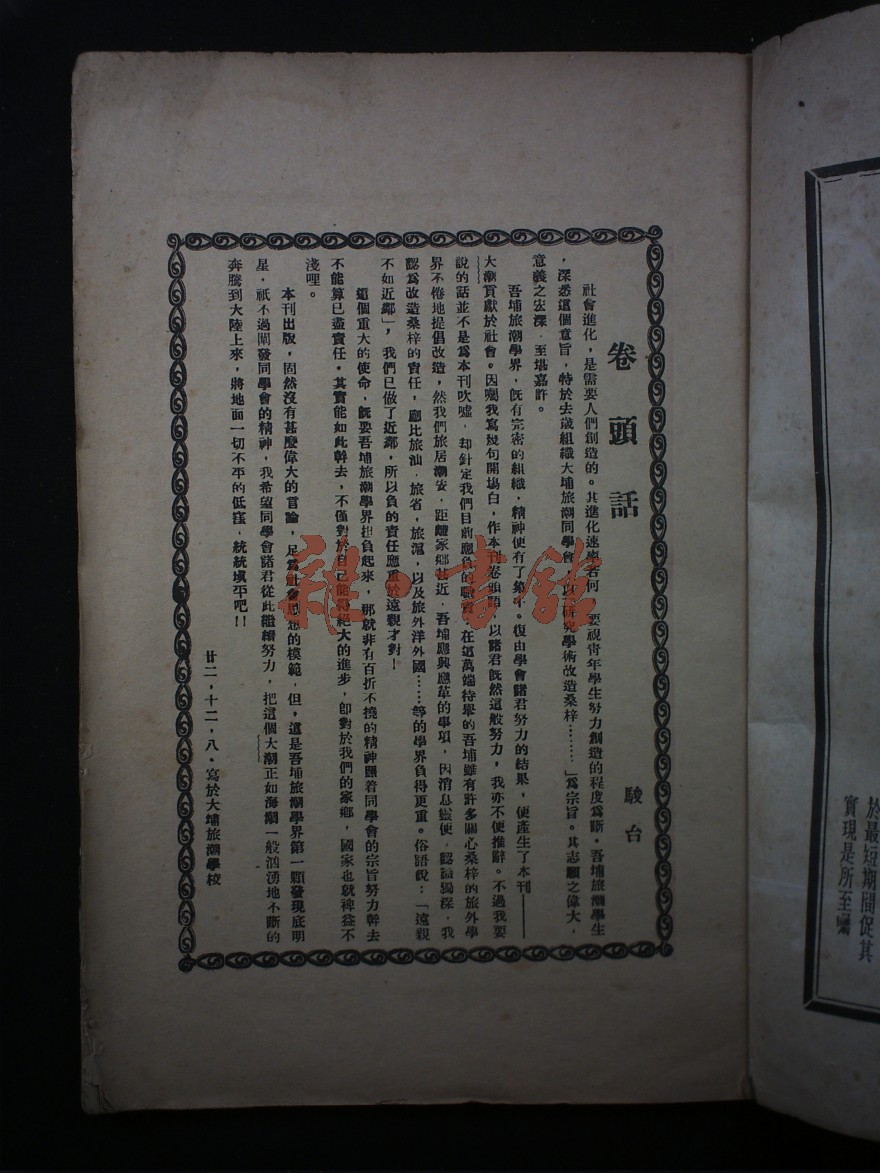 卷頭話
駿台
社會進化，是需要人們創造的。其進化速率若何，要視青年學生努力創造的程度爲斷。吾埔旅潮學生
，深悉這個意旨，特於去歲組織大埔旅潮同學會，以「研究學術改造桑梓………」爲宗旨。其志願之偉大，
意義之宏深，至堪嘉許。
吾埔旅潮學界，旣有宗密的組織，精神便有了。復由學會諸君努力的結果，便產生了本刊——
大潮貢獻於社會。因囑我寫幾句開塲白，作本刊卷頭語，以諸君旣然這般努力，我亦不便推辭。不過我要
說的話並不是爲本刊吹噓，却針定我們目前應負的職責，在這萬端待舉的吾埔雖有許多關心桑梓的旅外學
界不倦地提倡改造，然我們旅居潮安，距離家鄉甚近，吾埔應興應革的事項，因消息靈便，認識獨深，我
認爲改造桑梓的責任，應比旅汕，旅省，旅滬，以及旅外洋外國……等的學界負得更重。俗語說：「遠親
不如近鄰」，我們已做了近鄰，所以負的責任應重於遠親才對！
這個重大的使命，旣要吾埔旅潮學界担負起來，那就非有百折不撓的精神照着同學會的宗旨努力幹去
不能算已盡責任。其實能如此幹去，不僅對於自己能得絕大的進步，卽對於我們的家鄉，國家也就裨益不
淺哩。
本刊出版，固然沒有甚麽偉大的言論，足爲社會思想的模範，但，這是吾埔旅潮學界第一顆發現底明
星，祇不過闡發同學會的精神，我希望同學會諸君從此繼續努力，把這個大潮正如海潮一般洶湧地不斷的
奔騰到大陸上來，將地面一切不平的低窪，統統塡平吧！！
廿二，十二，八。寫於大埔旅潮學校
於最短期間促其
實現是所至囑
雜書館